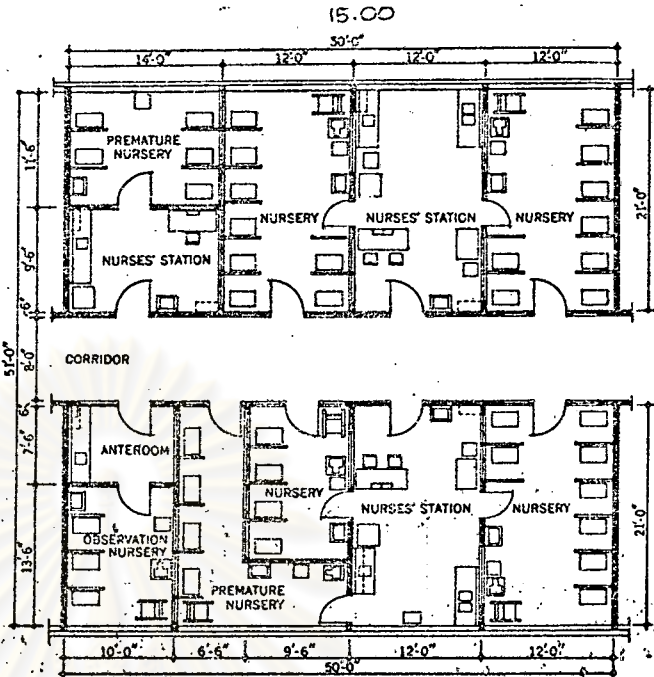 15.00
50'-0"
14'-0" 12'-0" 12'-0" 12'-0"
PREMATURE
NURSERY
11'-6"
21'-0"
NURSERY
NURSES' STATION
NURSERY
NURSES' STATION
9'-6"
6"
CORRIDOR
8'-0"
51'-0"
6"
7'-6"
ANTEROOM
NURSERY
NURSES' STATION
NURSERY
21'-0"
OBSERVATION
NURSERY
13'-6"
PREMATURE
NURSERY
10'-0" 6'-6" 9'-6" 12'-0" 12'-0"
50'-0"